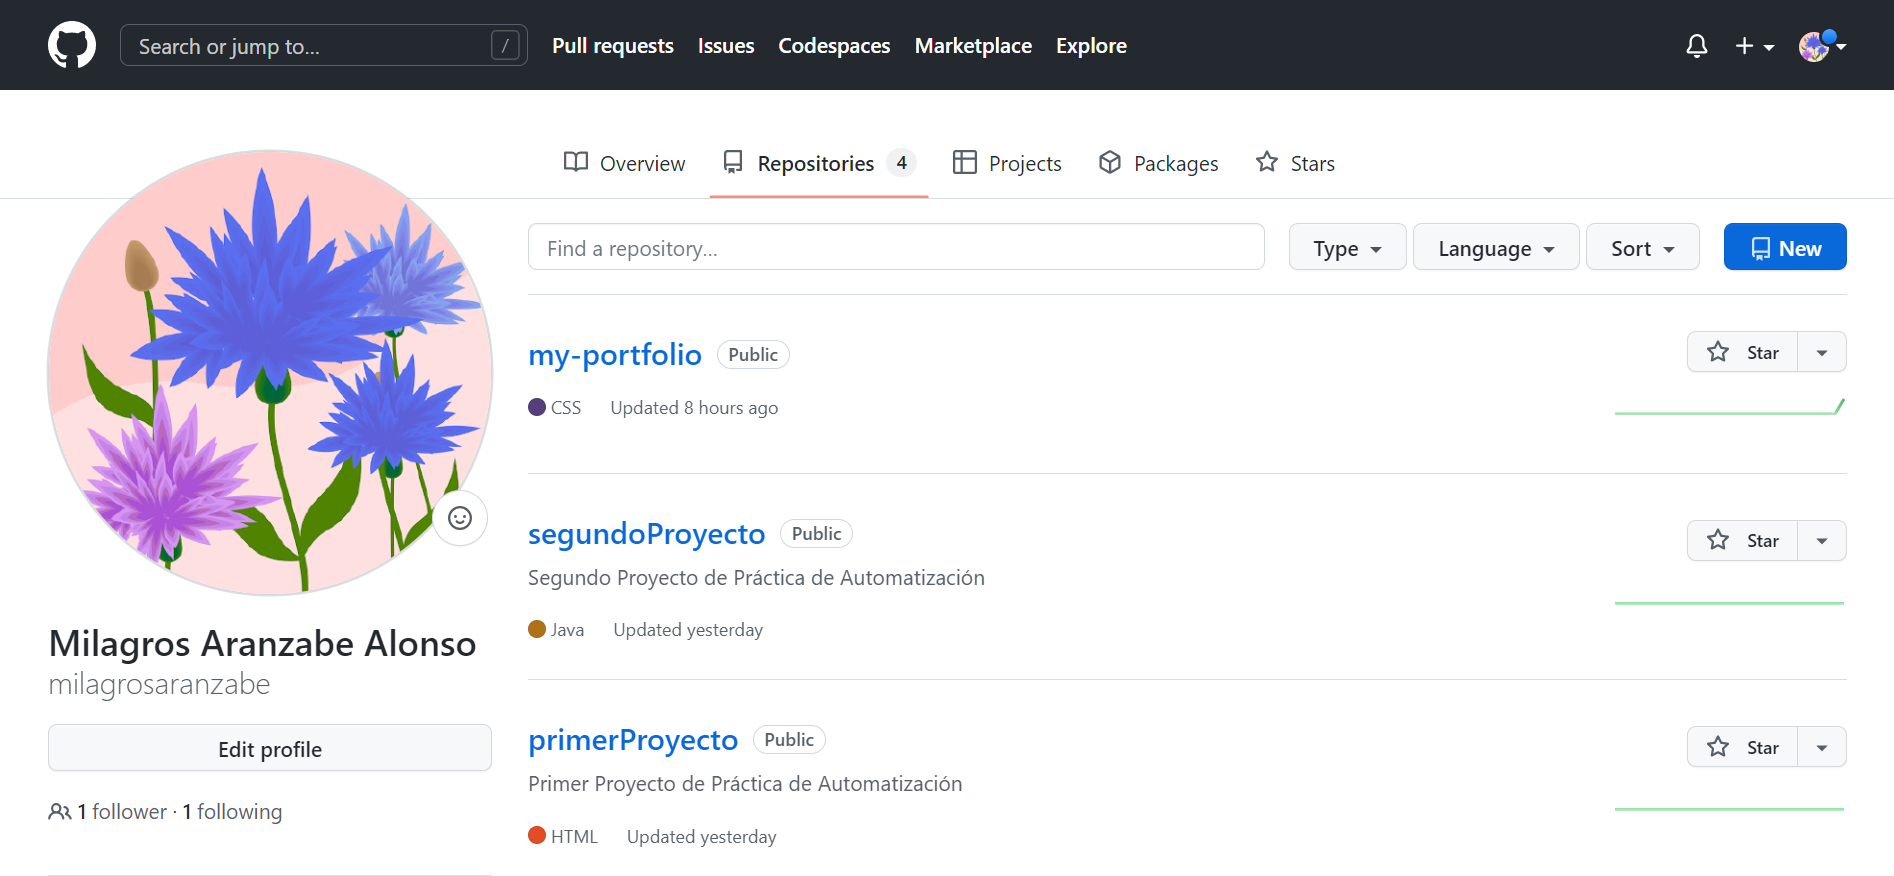 Search or jump to... /
Pull requests
Issues
Codespaces
Marketplace
Explore
Overview
Repositories 4
Projects
Packages
Stars
Find a repository...
Type
Language
Sort
New
my-portfolio Public
Star
CSS Updated 8 hours ago
segundoProyecto Public
Star
Segundo Proyecto de Práctica de Automatización
Java Updated yesterday
primerProyecto Public
Star
Primer Proyecto de Práctica de Automatización
HTML Updated yesterday
Milagros Aranzabe Alonso
milagrosaranzabe
Edit profile
1 follower · 1 following